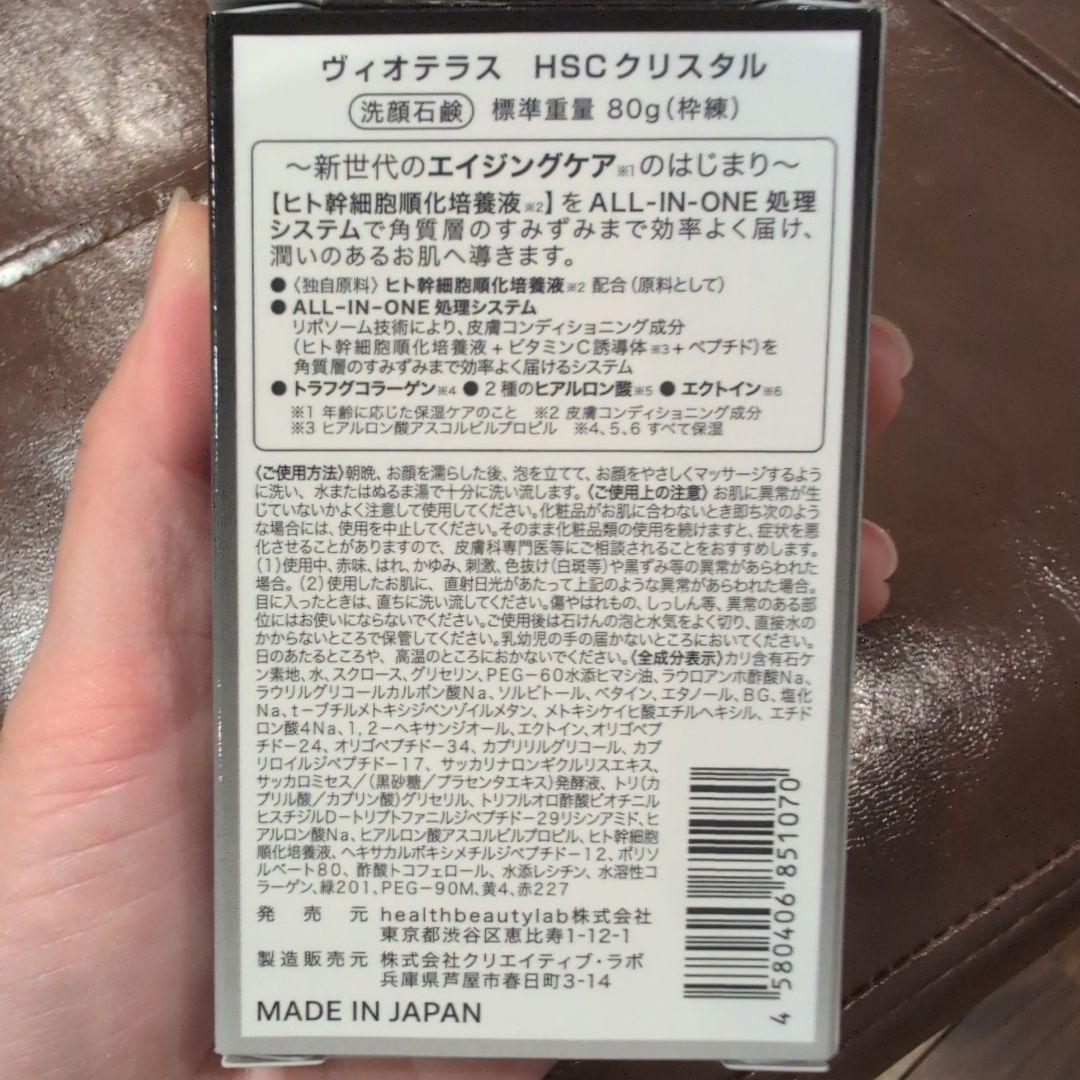 ヴィオテラス HSCクリスタル
洗顔石鹸 標準重量 80g(枠練)
〜新世代のエイジングケア※1のはじまり〜
【ヒト幹細胞順化培養液※2】をALL-IN-ONE 処理
システムで角質層のすみずみまで効率よく届け、
潤いのあるお肌へ導きます。
●〈独自原料〉ヒト幹細胞順化培養液※2 配合(原料として)
●ALL-IN-ONE 処理システム
リポソーム技術により、皮膚コンディショニング成分
(ヒト幹細胞順化培養液+ビタミンC誘導体※3+ペプチド)を
角質層のすみずみまで効率よく届けるシステム
●トラフグコラーゲン※4 ●2種のヒアルロン酸※5 ●エクトイン※6
※1 年齢に応じた保湿ケアのこと ※2 皮膚コンディショニング成分
※3 ヒアルロン酸アスコルビルプロピル ※4、5、6 すべて保湿
〈ご使用方法〉朝晩、お顔を濡らした後、泡を立てて、お顔をやさしくマッサージするよう
に洗い、水またはぬるま湯で十分に洗い流します。〈ご使用上の注意〉お肌に異常が生
じていないかよく注意して使用してください。化粧品がお肌に合わないとき即ち次のよう
な場合には、使用を中止してください。そのまま化粧品類の使用を続けますと、症状を悪
化させることがありますので、皮膚科専門医等にご相談されることをおすすめします。
(1)使用中、赤味、はれ、かゆみ、刺激、色抜け(白斑等)や黒ずみ等の異常があらわれた
場合。(2)使用したお肌に、直射日光があたって上記のような異常があらわれた場合。
目に入ったときは、直ちに洗い流してください。傷やはれもの、しっしん等、異常のある部
位にはお使いにならないでください。ご使用後は石けんの泡と水気をよく切り、直接水の
かからないところで保管してください。乳幼児の手の届かないところにおいてください。
日のあたるところや、高温のところにおかないでください。〈全成分表示〉カリ含有石ケ
ン素地、水、スクロース、グリセリン、PEG-60水添ヒマシ油、ラウロアンホ酢酸Na、
ラウリルグリコールカルボン酸Na、ソルビトール、ベタイン、エタノール、BG、塩化
Na、t-ブチルメトキシジベンゾイルメタン、メトキシケイヒ酸エチルヘキシル、エチド
ロン酸4Na、1,2-ヘキサンジオール、エクトイン、オリゴペプ
チド-24、オリゴペプチド-34、カプリリルグリコール、カプ
リロイルジペプチド-17、サッカリナロンギクルリスエキス、
サッカロミセス/(黒砂糖/プラセンタエキス)発酵液、トリ(カ
プリル酸/カプリン酸)グリセリル、トリフルオロ酢酸ビオチニル
ヒスチジルD-トリプトファニルジペプチド-29リシンアミド、ヒ
アルロン酸Na、ヒアルロン酸アスコルビルプロピル、ヒト幹細胞
順化培養液、ヘキサカルボキシメチルジペプチド-12、ポリソ
ルベート80、酢酸トコフェロール、水添レシチン、水溶性コ
ラーゲン、緑201、PEG-90M、黄4、赤227
発売元 healthbeautylab株式会社
東京都渋谷区恵比寿1-12-1
製造販売元 株式会社クリエイティブ・ラボ
兵庫県芦屋市春日町3-14
MADE IN JAPAN
4 580406 851070